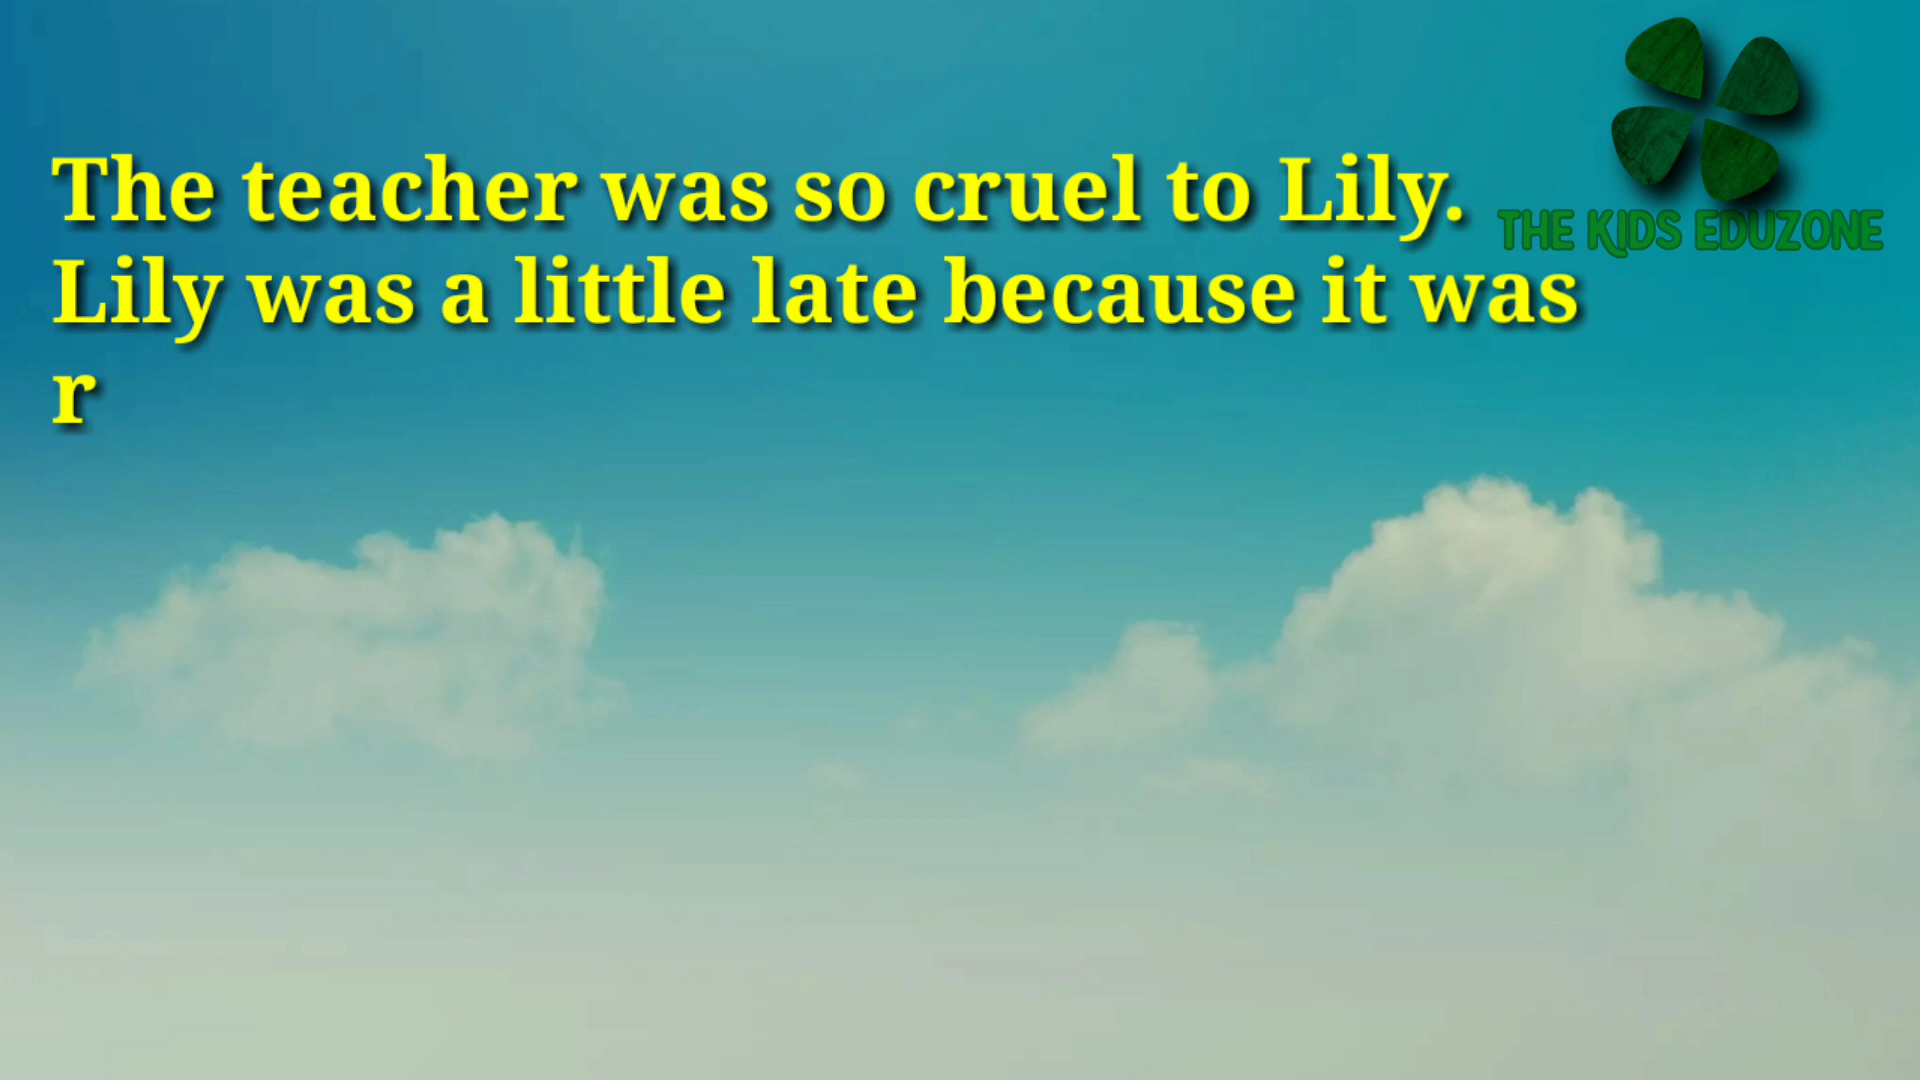 The teacher was so cruel to Lily.
THE KIDS EDUZONE
Lily was a little late because it was
r